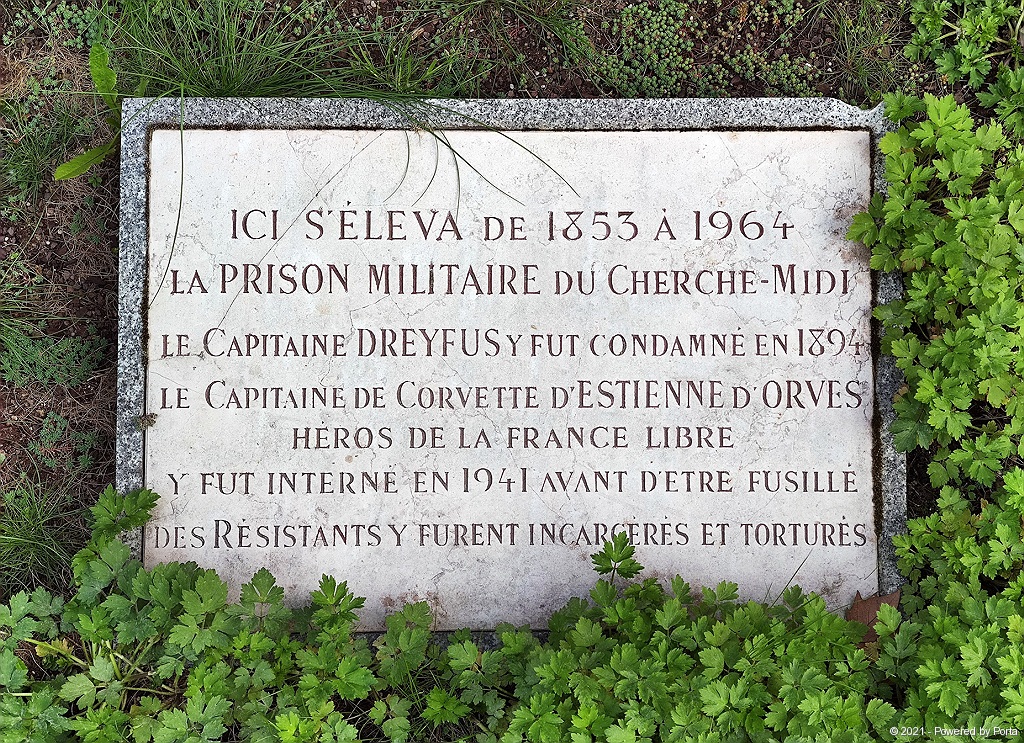 ICI S'ÉLEVA DE 1853 À 1964
LA PRISON MILITAIRE DU CHERCHE-MIDI
LE CAPITAINE DREYFUS Y FUT CONDAMNÉ EN 1894
LE CAPITAINE DE CORVETTE D'ESTIENNE D'ORVES
HÉROS DE LA FRANCE LIBRE
Y FUT INTERNÉ EN 1941 AVANT D'ETRE FUSILLÉ
DES RÉSISTANTS Y FURENT INCARCÉRÉS ET TORTURÉS
© 2021 - Powered by Porta